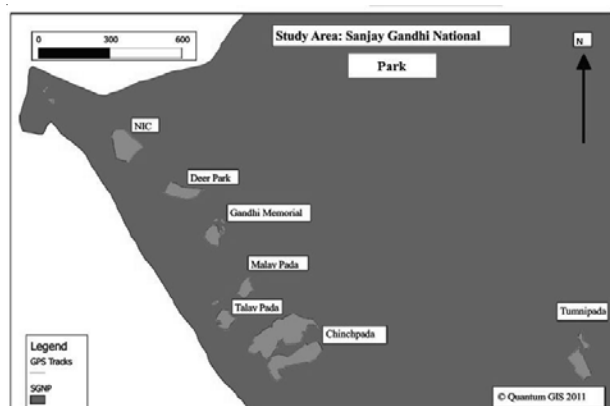 0 300 600
Study Area: Sanjay Gandhi National
Park
N
NIC
Deer Park
Gandhi Memorial
Malav Pada
Talav Pada
Chinchpada
Tumnipada
Legend
GPS Tracks
SGNP
© Quantum GIS 2011